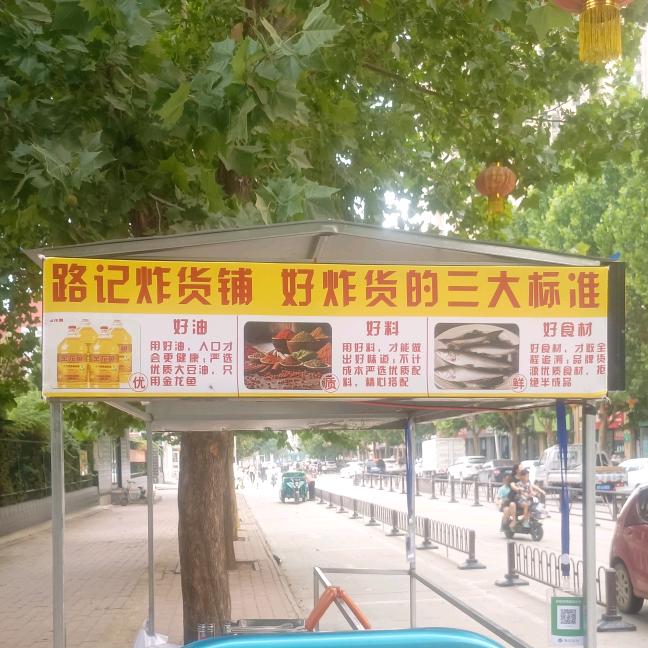 路记炸货铺 好炸货的三大标准
金龙鱼
优
好油
用好油,入口才
会更健康;严选
优质大豆油,只
用金龙鱼
质
好料
用好料,才能做
出好味道;不计
成本严选优质配
料,精心搭配
鲜
好食材
好食材,才敢全
程追溯;品牌货
源优质食材,拒
绝半成品